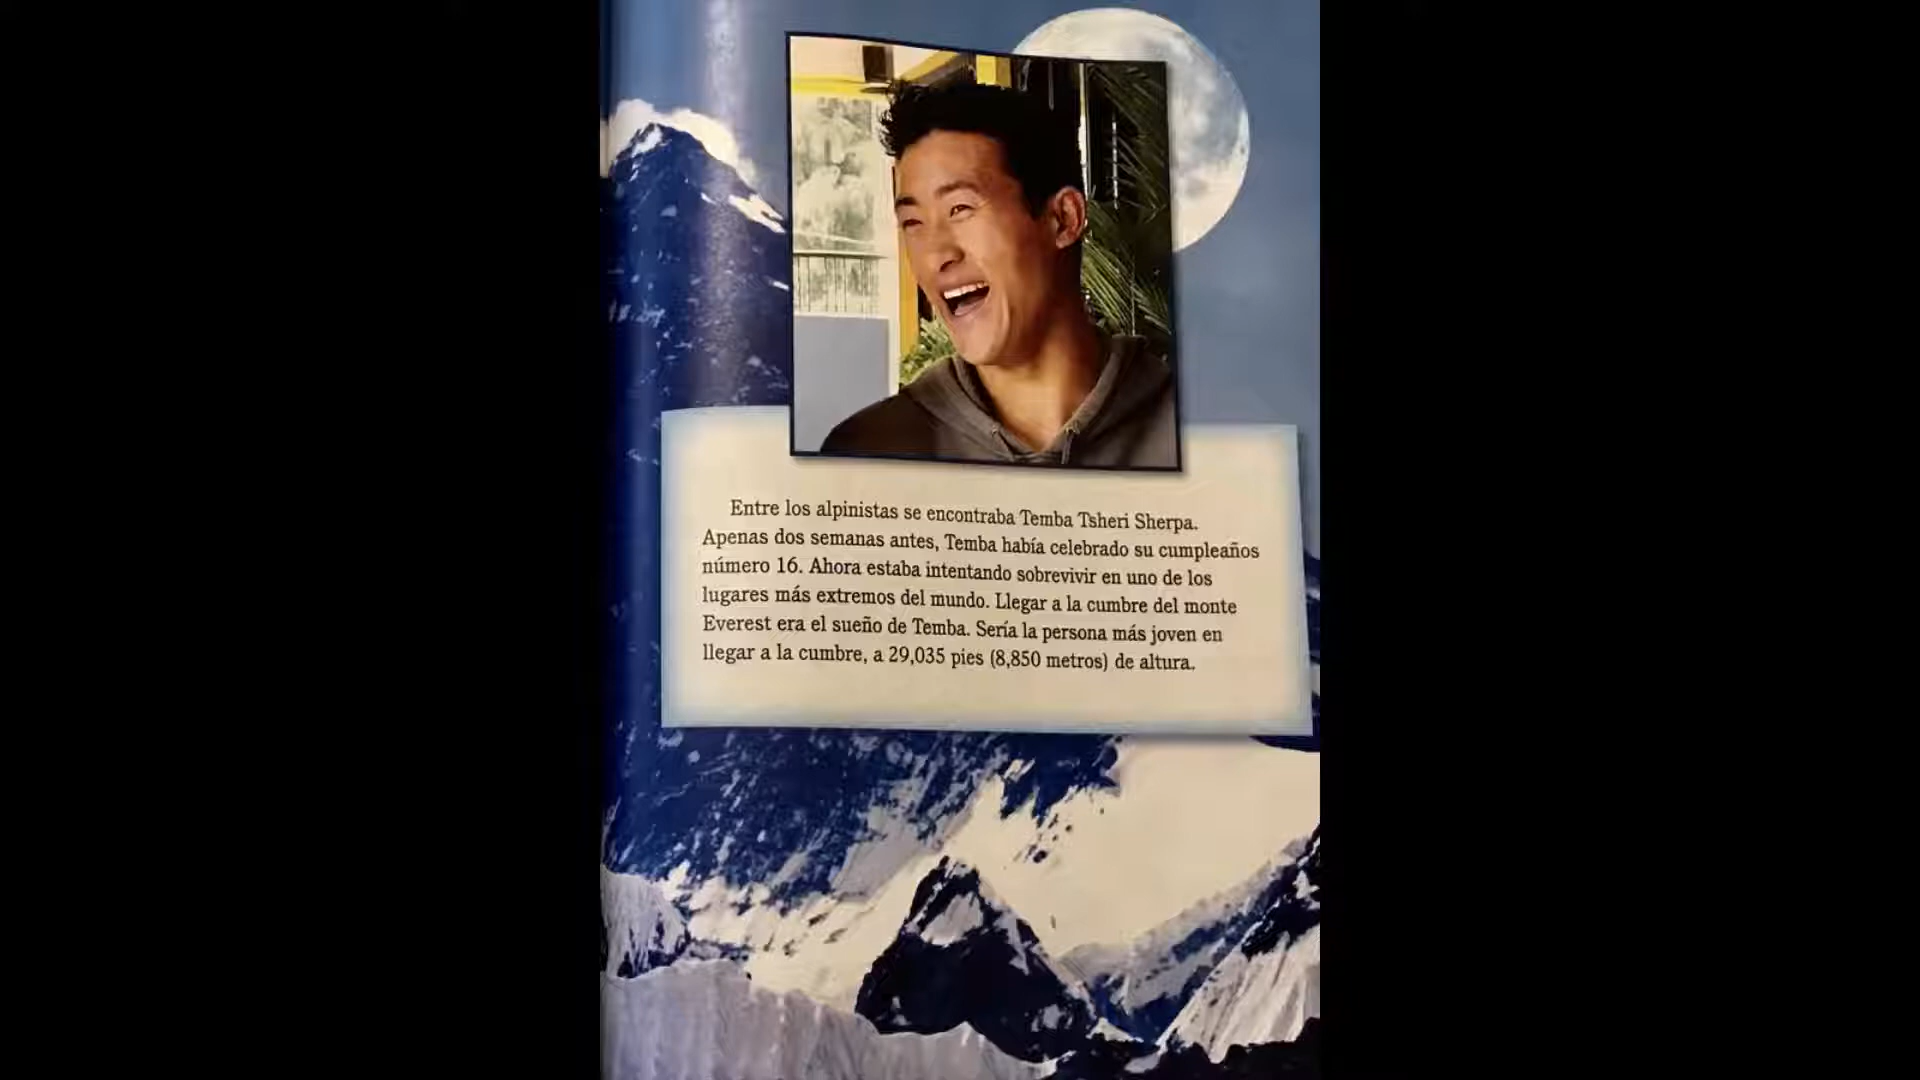 Entre los alpinistas se encontraba Temba Tsheri Sherpa.
Apenas dos semanas antes, Temba había celebrado su cumpleaños
número 16. Ahora estaba intentando sobrevivir en uno de los
lugares más extremos del mundo. Llegar a la cumbre del monte
Everest era el sueño de Temba. Sería la persona más joven en
llegar a la cumbre, a 29,035 pies (8,850 metros) de altura.